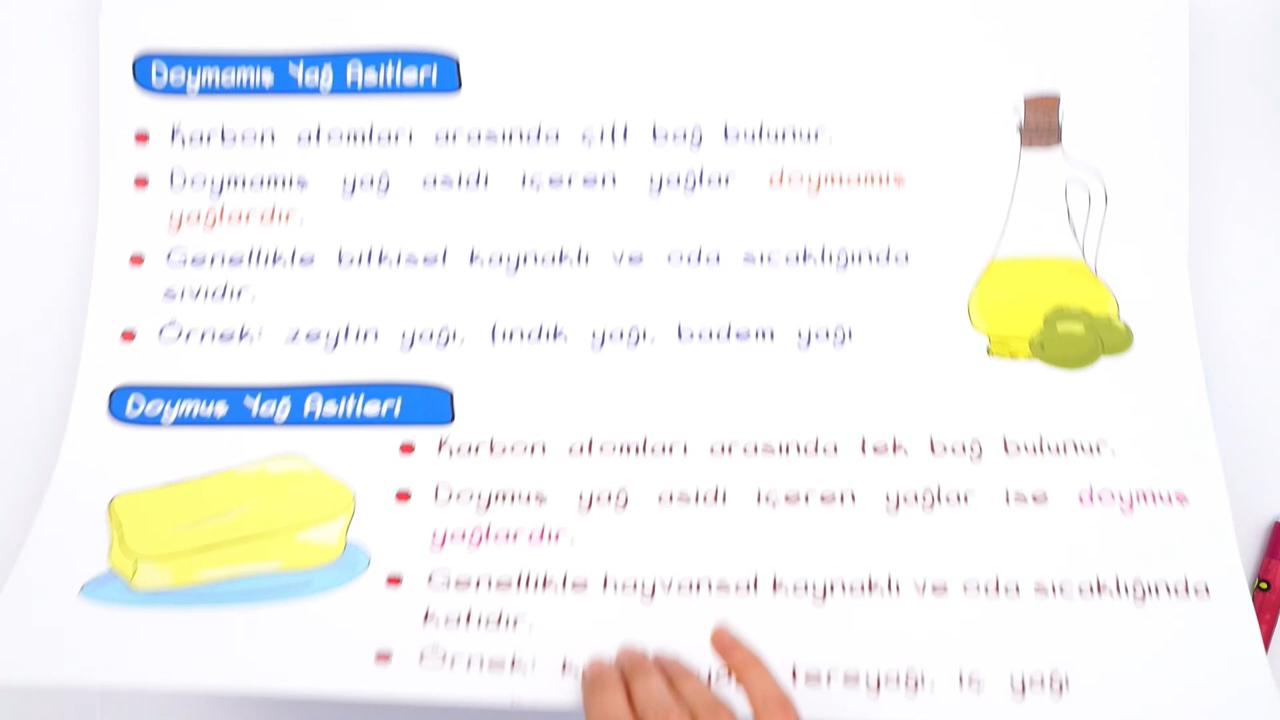 Doymamış Yağ Asitleri
Karbon atomları arasında çift bağ bulunur.
Doymamış yağ asidi içeren yağlar doymamış
yağlardır.
Genellikle bitkisel kaynaklı ve oda sıcaklığında
sıvıdır.
Örnek: zeytin yağı, fındık yağı, badem yağı
Doymuş Yağ Asitleri
Karbon atomları arasında tek bağ bulunur.
Doymuş yağ asidi içeren yağlar ise doymuş
yağlardır.
Genellikle hayvansal kaynaklı ve oda sıcaklığında
katıdır.
Örnek: tereyağı, iç yağı